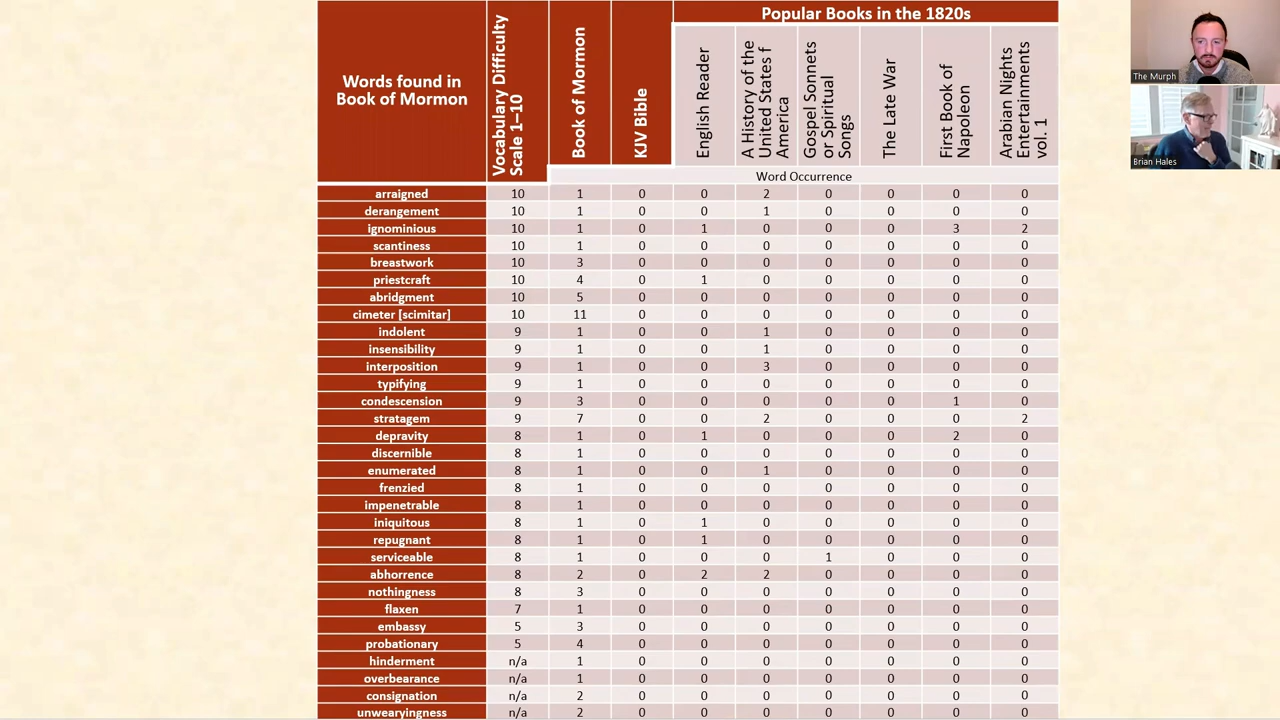 Popular Books in the 1820s
Words found in
Book of Mormon
Vocabulary Difficulty
Scale 1–10
Book of Mormon
KJV Bible
English Reader
A History of the
United States f
America
Gospel Sonnets
or Spiritual
Songs
The Late War
First Book of
Napoleon
Arabian Nights
Entertainments
vol. 1
The Murph
Brian Hales
Word Occurrence
arraigned 10 1 0 0 2 0 0 0 0
derangement 10 1 0 0 1 0 0 0 0
ignominious 10 1 0 1 0 0 0 3 2
scantiness 10 1 0 0 0 0 0 0 0
breastwork 10 3 0 0 0 0 0 0 0
priestcraft 10 4 0 1 0 0 0 0 0
abridgment 10 5 0 0 0 0 0 0 0
cimeter [scimitar] 10 11 0 0 0 0 0 0 0
indolent 9 1 0 0 1 0 0 0 0
insensibility 9 1 0 0 1 0 0 0 0
interposition 9 1 0 0 3 0 0 0 0
typifying 9 1 0 0 0 0 0 0 0
condescension 9 3 0 0 0 0 0 1 0
stratagem 9 7 0 0 2 0 0 0 2
depravity 8 1 0 1 0 0 0 2 0
discernible 8 1 0 0 0 0 0 0 0
enumerated 8 1 0 0 1 0 0 0 0
frenzied 8 1 0 0 0 0 0 0 0
impenetrable 8 1 0 0 0 0 0 0 0
iniquitous 8 1 0 1 0 0 0 0 0
repugnant 8 1 0 1 0 0 0 0 0
serviceable 8 1 0 0 0 1 0 0 0
abhorrence 8 2 0 2 2 0 0 0 0
nothingness 8 3 0 0 0 0 0 0 0
flaxen 7 1 0 0 0 0 0 0 0
embassy 5 3 0 0 0 0 0 0 0
probationary 5 4 0 0 0 0 0 0 0
hinderment n/a 1 0 0 0 0 0 0 0
overbearance n/a 1 0 0 0 0 0 0 0
consignation n/a 2 0 0 0 0 0 0 0
unwearyingness n/a 2 0 0 0 0 0 0 0